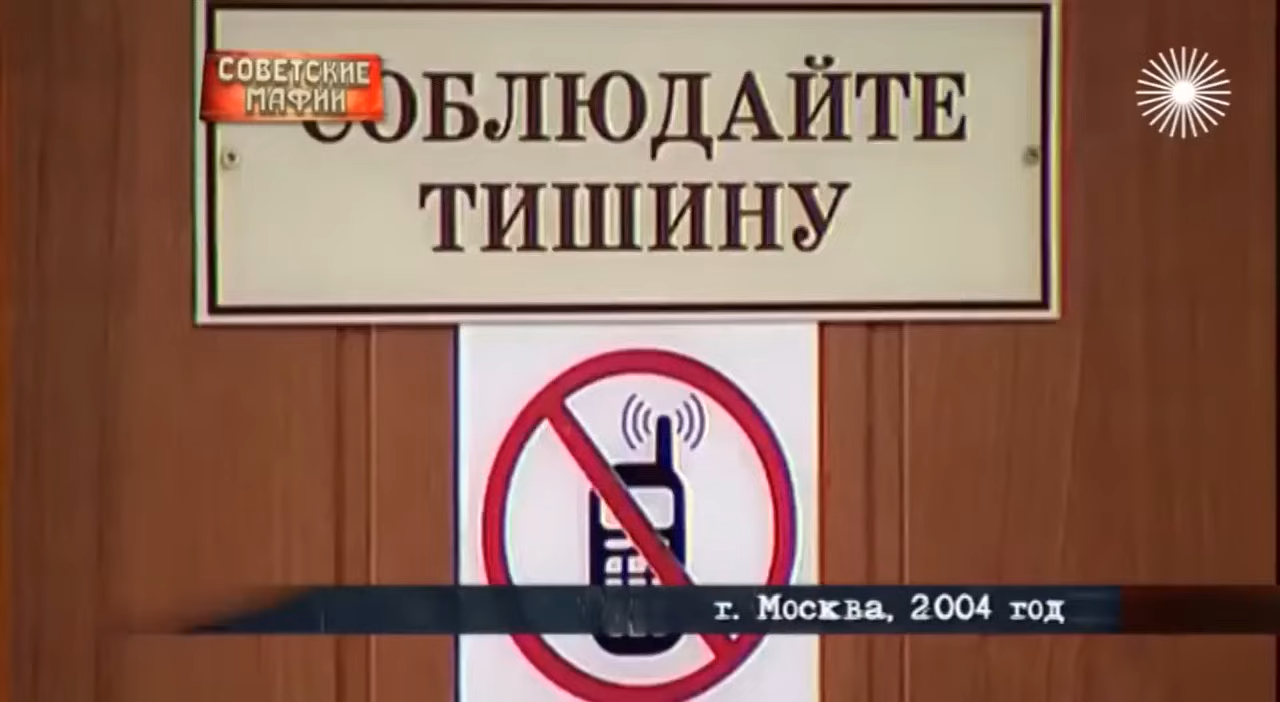 СОВЕТСКИЕ
МАФИИ
СОБЛЮДАЙТЕ
ТИШИНУ
г. Москва, 2004 год